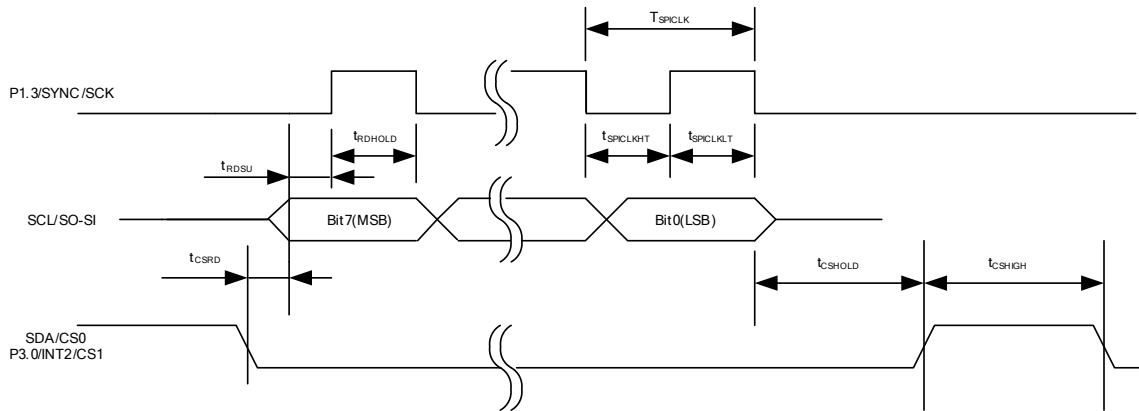 TSPICLK
P1.3/SYNC/SCK
tRDHOLD
tSPICLKHT
tSPICLKLT
tRDSU
SCL/SO-SI
Bit7(MSB)
Bit0(LSB)
tCSRD
tCSHOLD
tCSHIGH
SDA/CS0
P3.0/INT2/CS1